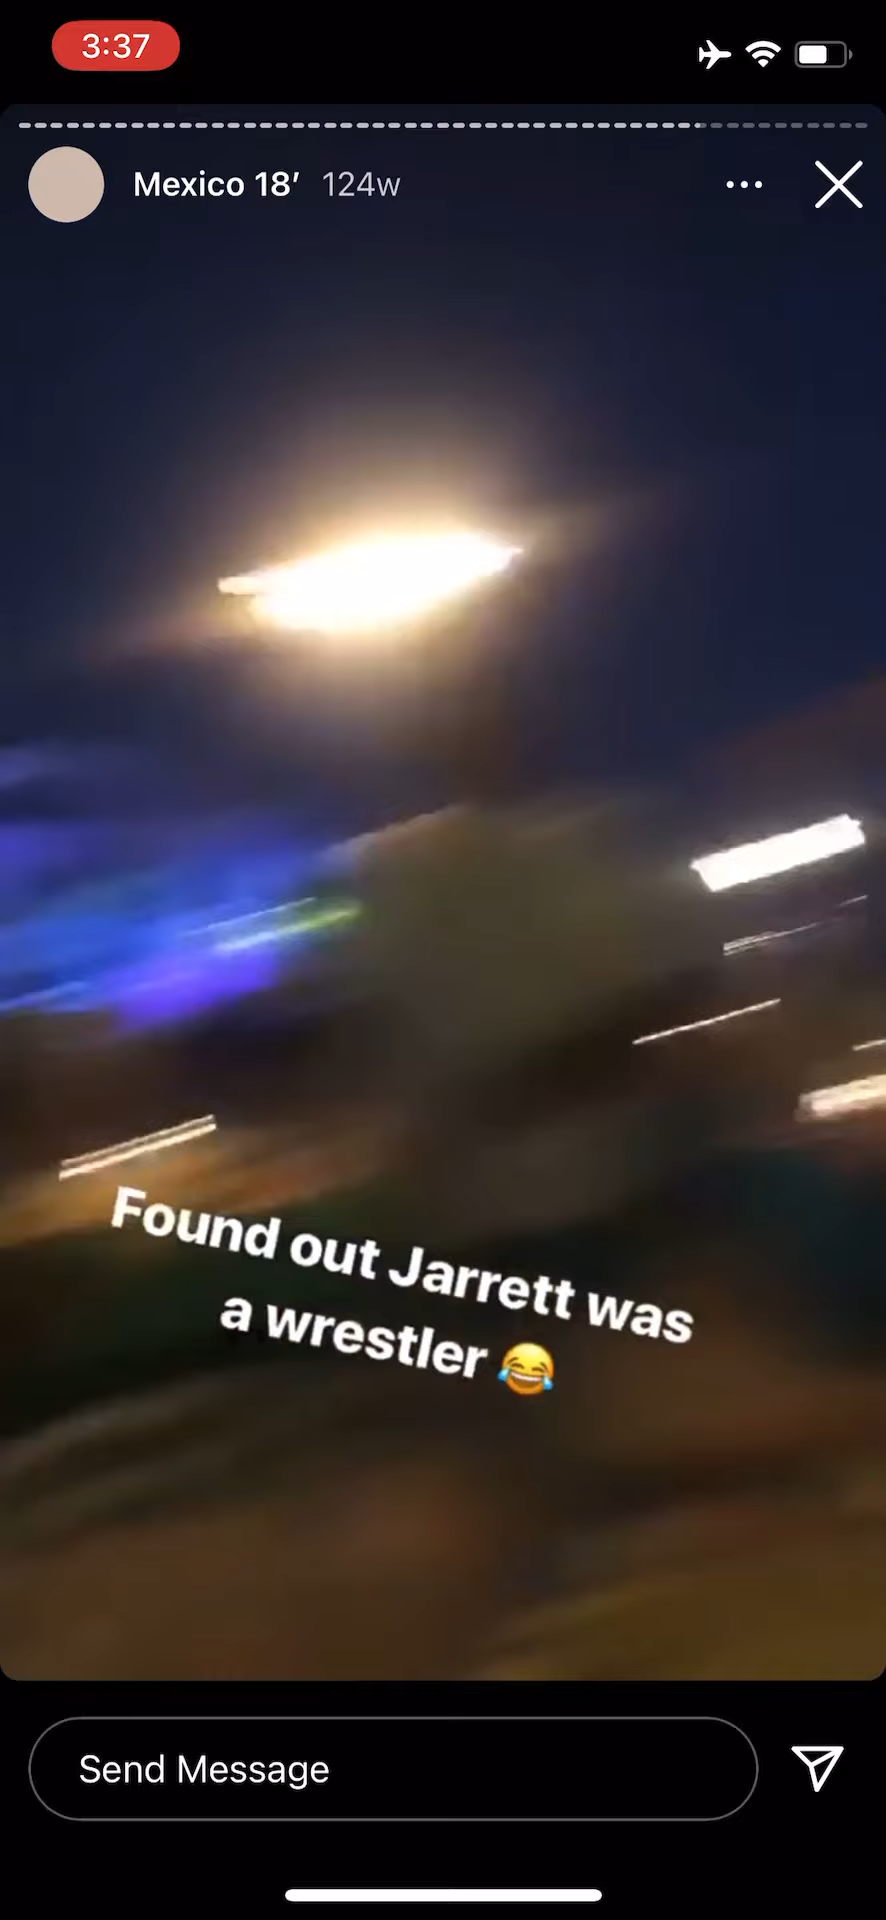 3:37
Mexico 18’ 124w
Found out Jarrett was
a wrestler 😂
Send Message